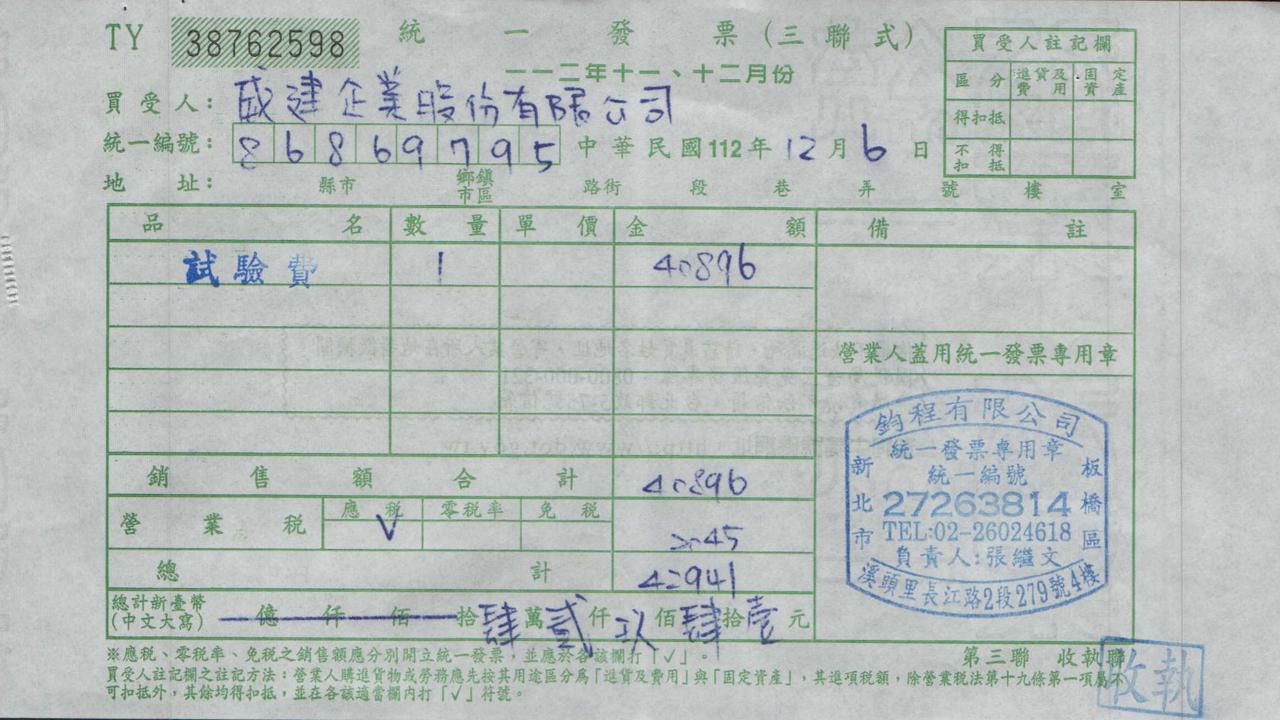 TY 38762598 統一發票(三聯式)
一一二年十一、十二月份
買受人: 威建企業股份有限公司
統一編號: 86869795 中華民國112年12月6日
地址: 縣市 鄉鎮市區 路街 段 巷 弄 號 樓 室
買受人註記欄
區分 進貨及費用 固定資產
得扣抵
不得扣抵
品名 數量 單價 金額 備註
試驗費 1 40896
營業人蓋用統一發票專用章
銷售額合計 40896
營業稅 應稅 V 零稅率 免稅 2045
總計 42941
總計新臺幣(中文大寫) 億 仟 佰 拾肆萬貳仟玖佰肆拾壹元
鈞程有限公司
統一發票專用章
統一編號
27263814
TEL:02-26024618
負責人:張繼文
新北市板橋區
溪頭里長江路2段279號4樓
※應稅、零稅率、免稅之銷售額應分別開立統一發票,並應於各該欄打「✓」。
第三聯 收執聯
買受人註記欄之註記方法:營業人購進貨物或勞務應先按其用途區分為「進貨及費用」與「固定資產」,其進項稅額,除營業稅法第十九條第一項屬不
可扣抵外,其餘均得扣抵,並在各該適當欄內打「✓」符號。
收執